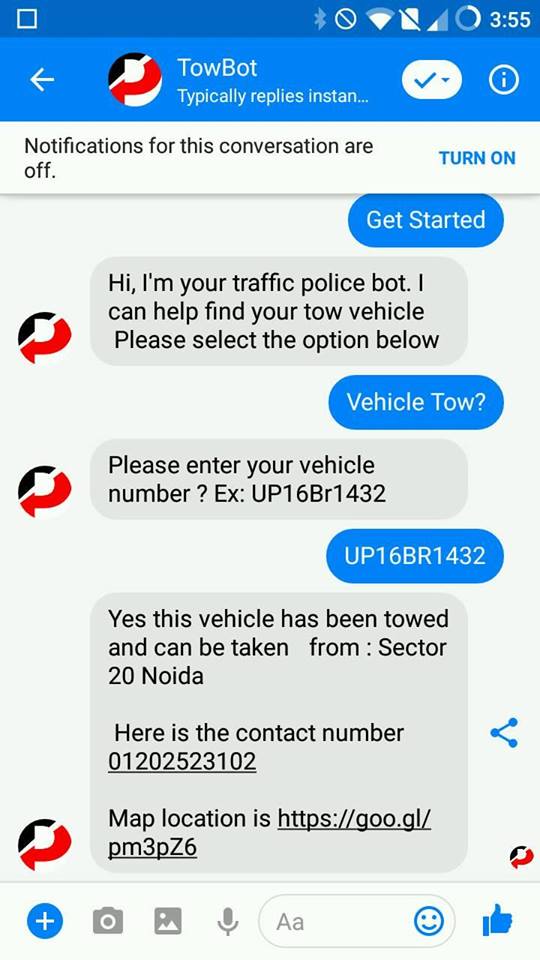 3:55
TowBot
Typically replies instan...
Notifications for this conversation are
off.
TURN ON
Get Started
Hi, I'm your traffic police bot. I
can help find your tow vehicle
Please select the option below
Vehicle Tow?
Please enter your vehicle
number ? Ex: UP16Br1432
UP16BR1432
Yes this vehicle has been towed
and can be taken from : Sector
20 Noida
Here is the contact number
01202523102
Map location is https://goo.gl/
pm3pZ6
Aa